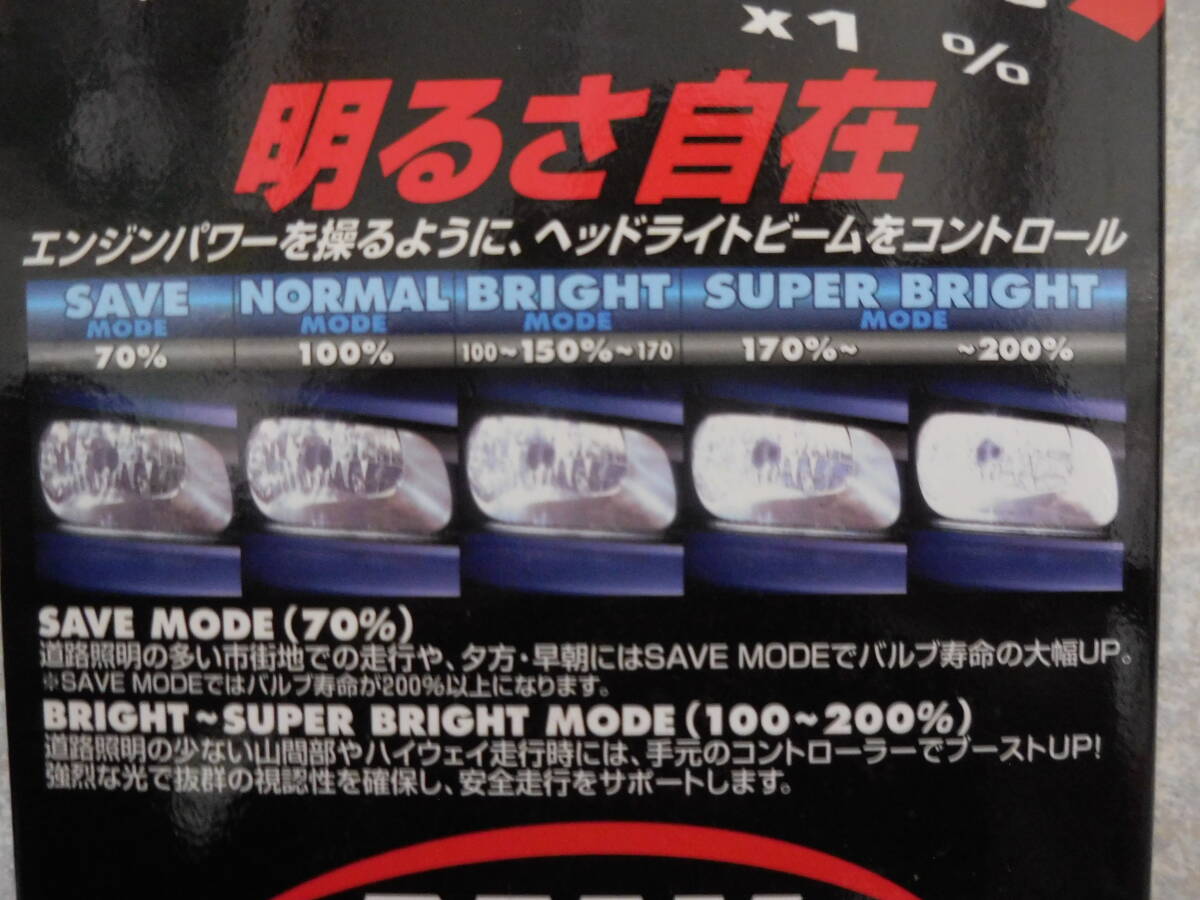 x1 %
明るさ自在
エンジンパワーを操るように、ヘッドライトビームをコントロール
SAVE NORMAL BRIGHT SUPER BRIGHT
MODE MODE MODE MODE
70% 100% 100~150%~170 170%~ ~200%
SAVE MODE(70%)
道路照明の多い市街地での走行や、夕方・早朝にはSAVE MODEでバルブ寿命の大幅UP。
※SAVE MODEではバルブ寿命が200%以上になります。
BRIGHT~SUPER BRIGHT MODE(100~200%)
道路照明の少ない山間部やハイウェイ走行時には、手元のコントローラーでブーストUP!
強烈な光で抜群の視認性を確保し、安全走行をサポートします。